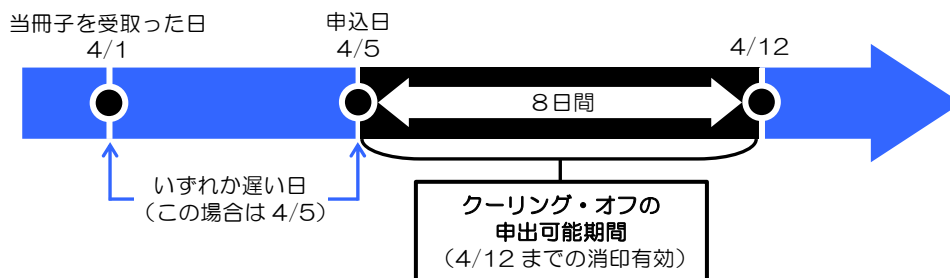 当冊子を受取った日
4/1
申込日
4/5
4/12
8日間
いずれか遅い日
（この場合は 4/5）
クーリング・オフの
申出可能期間
（4/12 までの消印有効）